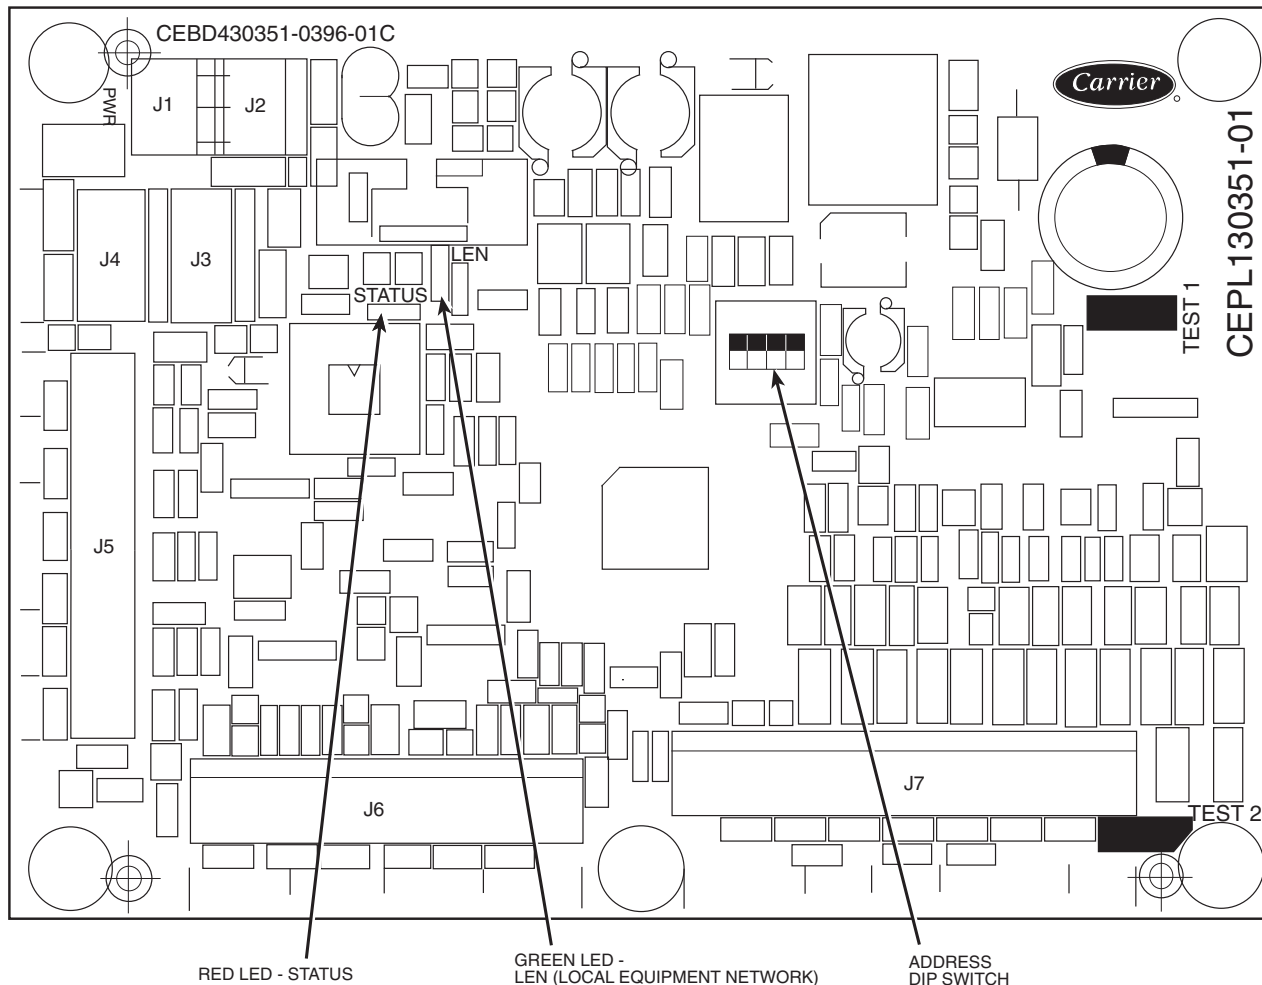 CEBD430351-0396-01C
Carrier
PWR
J1
J2
CEPL130351-01
J4
J3
LEN
STATUS
TEST 1
J5
J6
J7
TEST 2
RED LED - STATUS
GREEN LED -
LEN (LOCAL EQUIPMENT NETWORK)
ADDRESS
DIP SWITCH